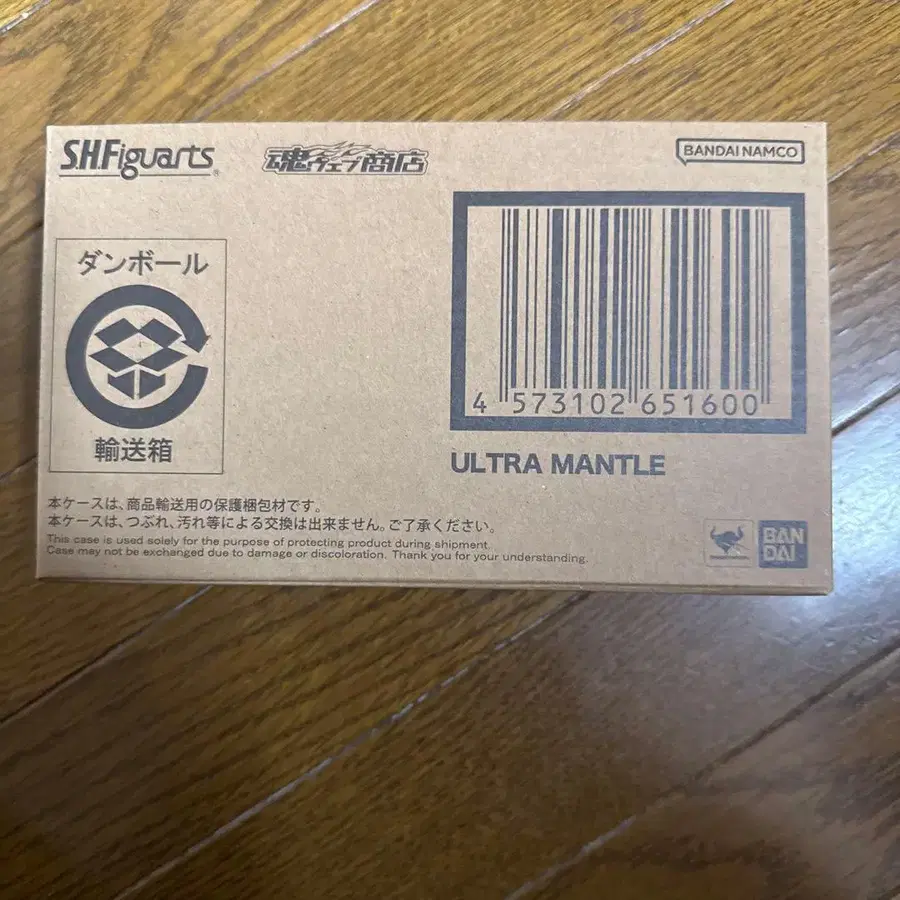 S.H.Figuarts®
魂ウェブ商店
BANDAI NAMCO
ダンボール
輸送箱
4 573102 651600
ULTRA MANTLE
本ケースは、商品輸送用の保護梱包材です。
本ケースは、つぶれ、汚れ等による交換は出来ません。ご了承ください。
This case is used solely for the purpose of protecting product during shipment.
Case may not be exchanged due to damage or discoloration. Thank you for your understanding.
BAN
DAI